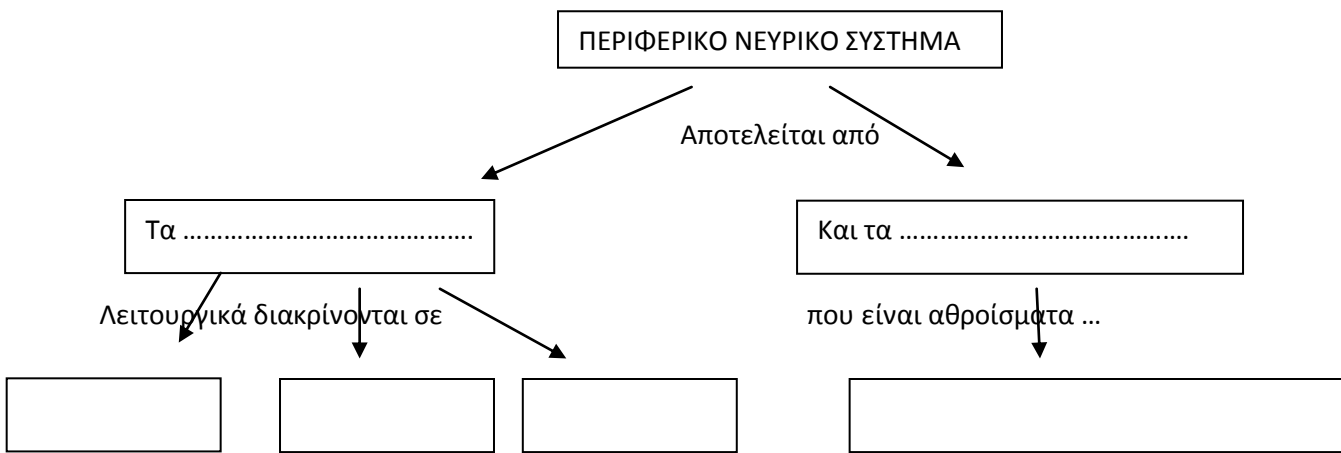 ΠΕΡΙΦΕΡΙΚΟ ΝΕΥΡΙΚΟ ΣΥΣΤΗΜΑ
Αποτελείται από
Τα …………………………………….
Και τα …………………………………….
Λειτουργικά διακρίνονται σε
που είναι αθροίσματα …